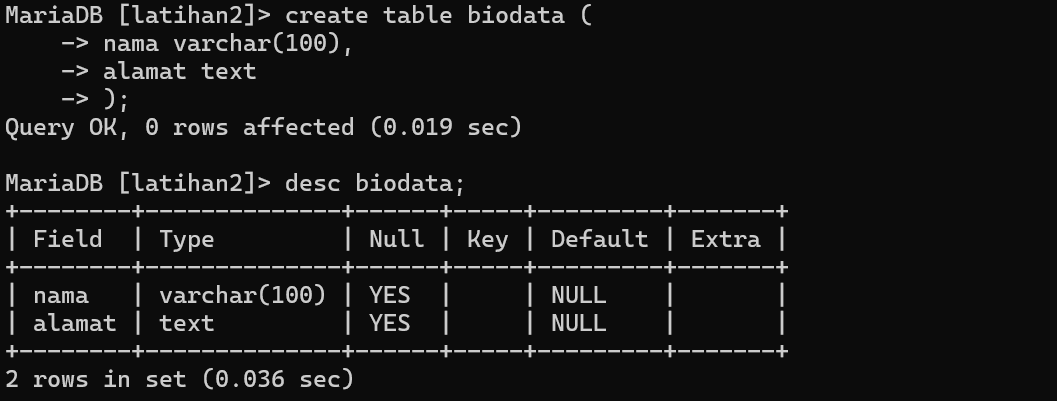 MariaDB [latihan2]> create table biodata (
    -> nama varchar(100),
    -> alamat text
    -> );
Query OK, 0 rows affected (0.019 sec)

MariaDB [latihan2]> desc biodata;
+--------+--------------+------+-----+---------+-------+
| Field  | Type         | Null | Key | Default | Extra |
+--------+--------------+------+-----+---------+-------+
| nama   | varchar(100) | YES  |     | NULL    |       |
| alamat | text         | YES  |     | NULL    |       |
+--------+--------------+------+-----+---------+-------+
2 rows in set (0.036 sec)